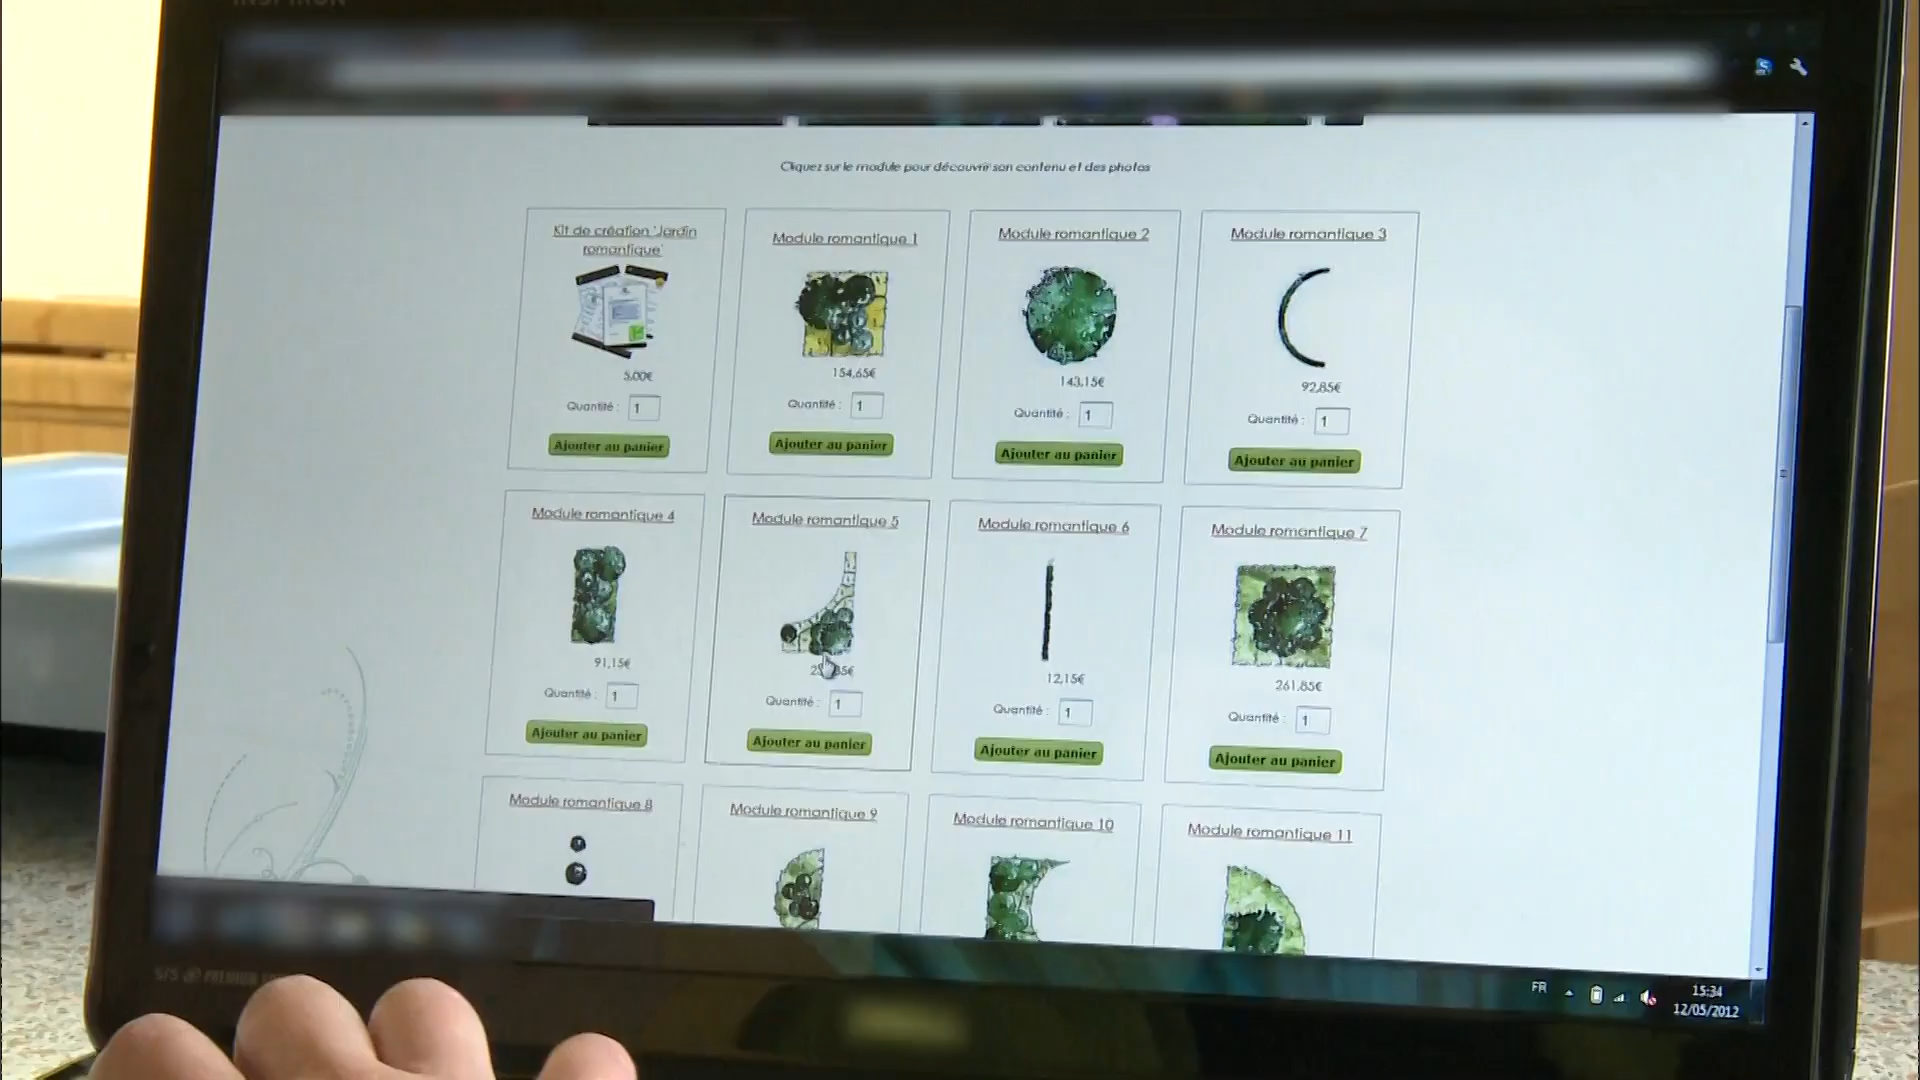 INSPIRON
Cliquez sur le module pour découvrir son contenu et des photos
Kit de création 'Jardin
romantique'
Module romantique 1
Module romantique 2
Module romantique 3
5,00€
154,65€
143,15€
92,85€
Quantité : 1
Quantité : 1
Quantité : 1
Quantité : 1
Ajouter au panier
Ajouter au panier
Ajouter au panier
Ajouter au panier
Module romantique 4
Module romantique 5
Module romantique 6
Module romantique 7
91,15€
12,15€
261,85€
Quantité : 1
Quantité : 1
Quantité : 1
Quantité : 1
Ajouter au panier
Ajouter au panier
Ajouter au panier
Ajouter au panier
Module romantique 8
Module romantique 9
Module romantique 10
Module romantique 11
FR
15:34
12/05/2012